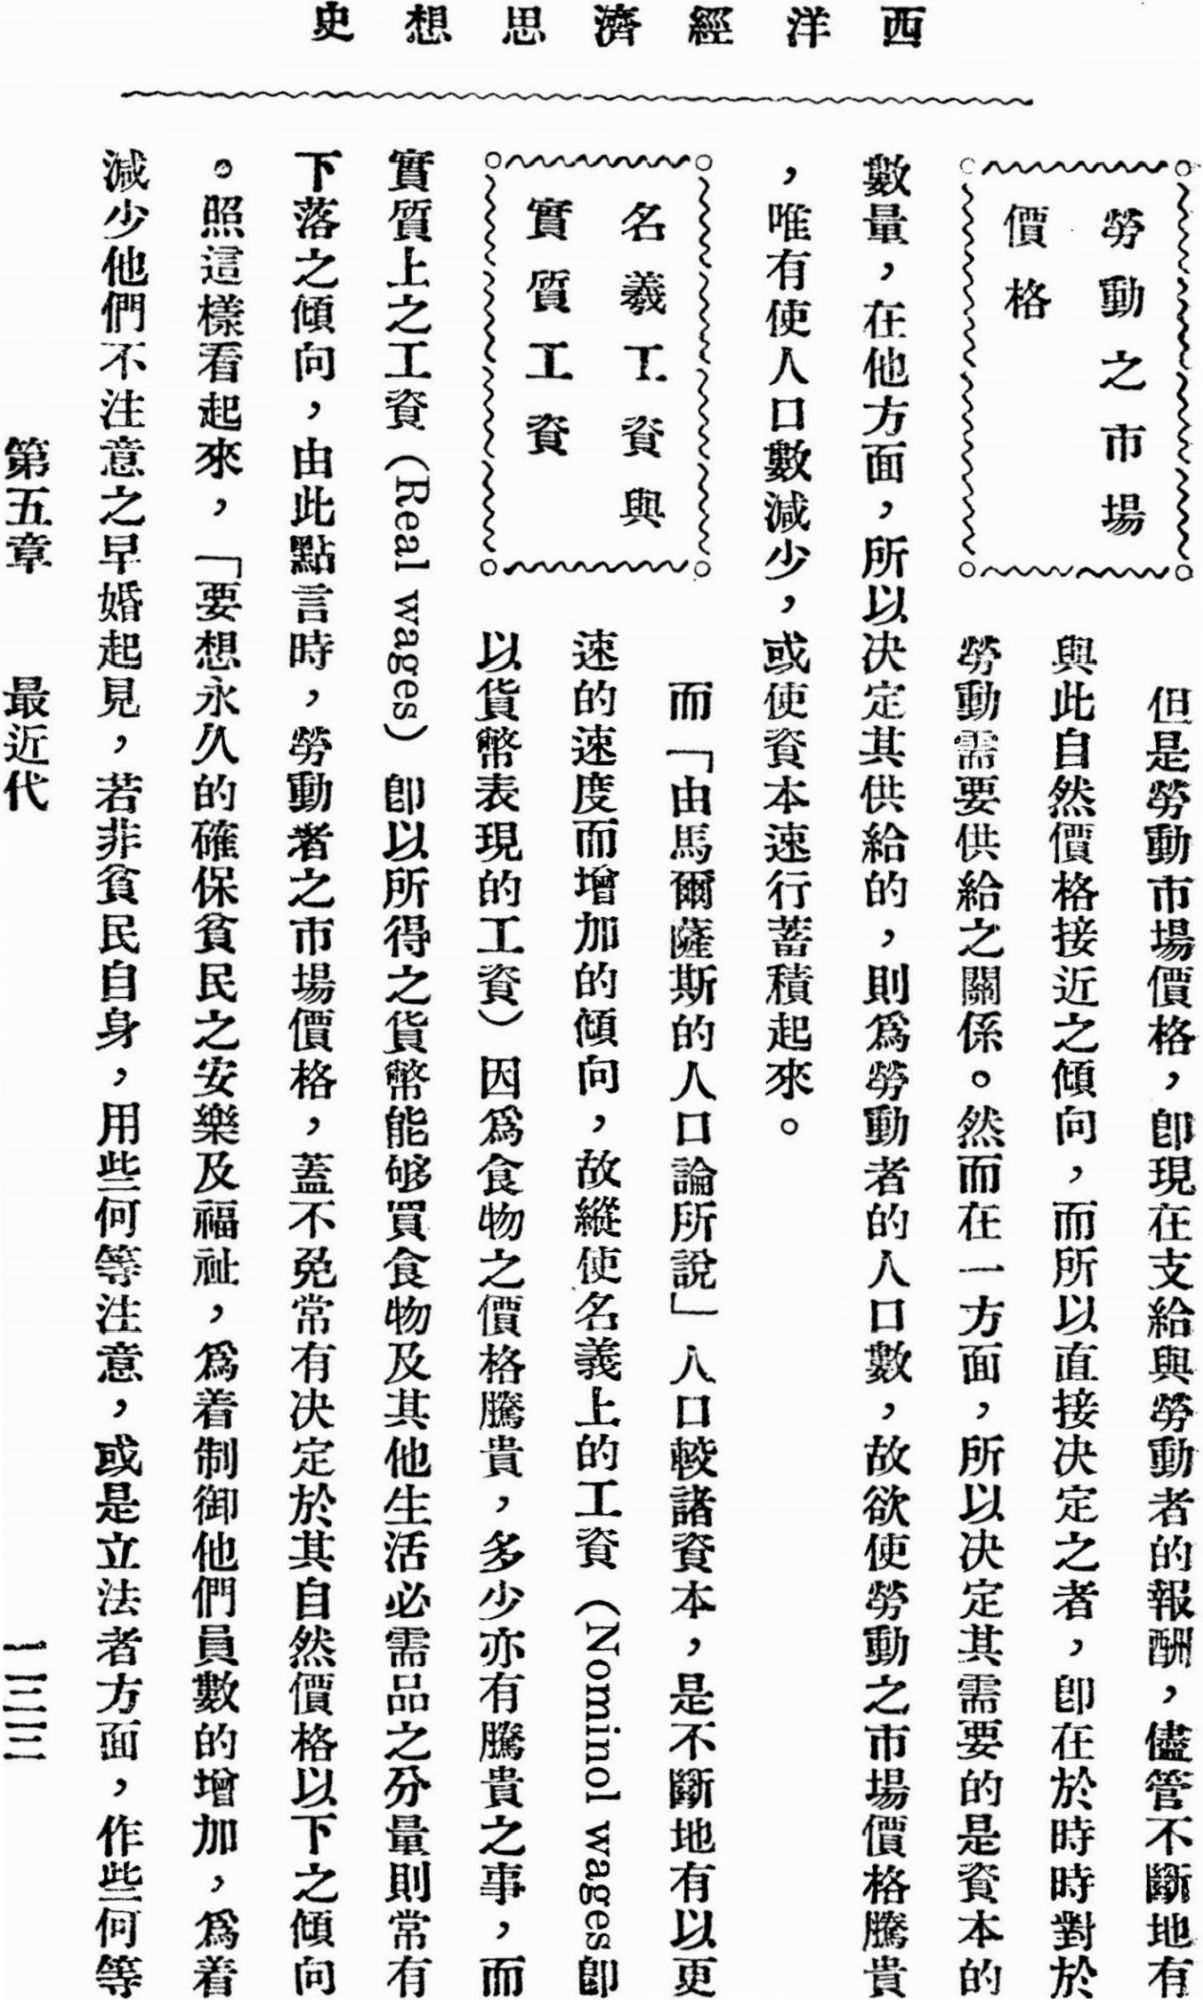 西洋經濟思想史
勞動之市場
價格
但是勞動市場價格，卽現在支給與勞動者的報酬，儘管不斷地有
與此自然價格接近之傾向，而所以直接决定之者，卽在於時時對於
勞動需要供給之關係。然而在一方面，所以决定其需要的是資本的
數量，在他方面，所以决定其供給的，則爲勞動者的人口數，故欲使勞動之市場價格騰貴
，唯有使人口數減少，或使資本速行蓄積起來。
名義工資與
實質工資
而「由馬爾薩斯的人口論所說」人口較諸資本，是不斷地有以更
速的速度而增加的傾向，故縱使名義上的工資（Nominol wages卽
以貨幣表現的工資）因爲食物之價格騰貴，多少亦有騰貴之事，而
實質上之工資（Real wages）卽以所得之貨幣能够買食物及其他生活必需品之分量則常有
下落之傾向，由此點言時，勞動者之市場價格，蓋不免常有决定於其自然價格以下之傾向
。照這樣看起來，「要想永久的確保貧民之安樂及福祉，爲着制御他們員數的增加，爲着
減少他們不注意之早婚起見，若非貧民自身，用些何等注意，或是立法者方面，作些何等
第五章　最近代　一三三